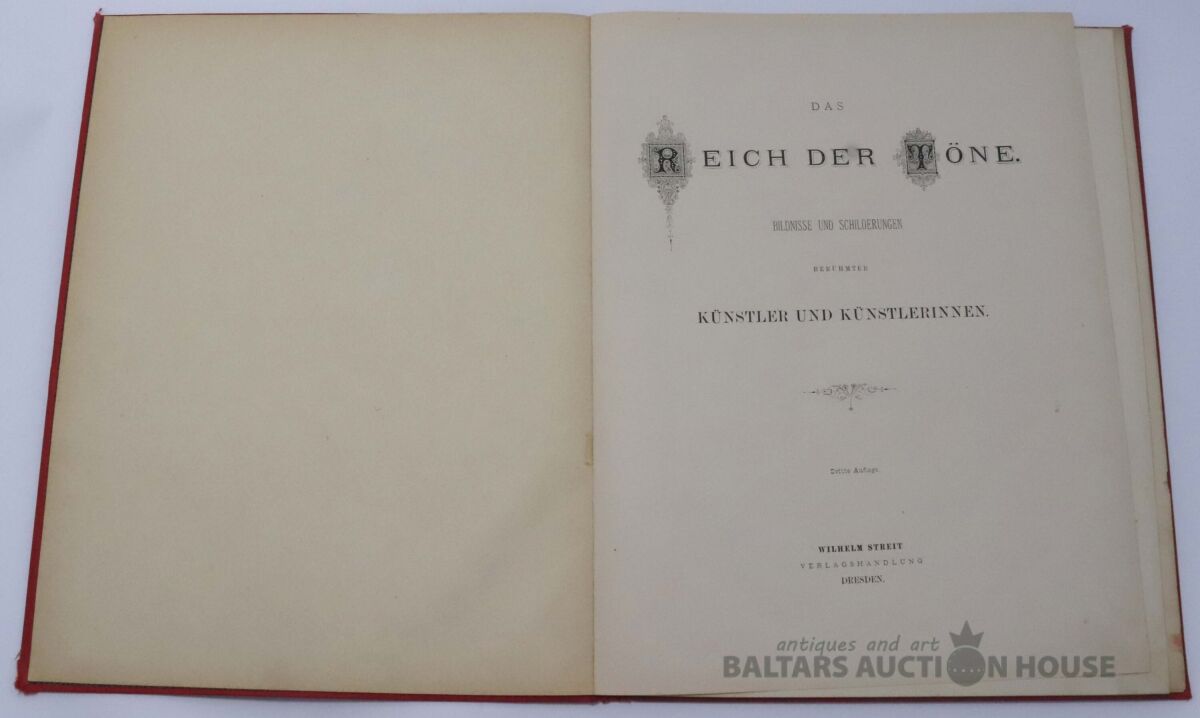 DAS
REICH DER TÖNE.
BILDNISSE UND SCHILDERUNGEN
BERÜHMTER
KÜNSTLER UND KÜNSTLERINNEN.
Dritte Auflage.
WILHELM STREIT
VERLAGSHANDLUNG
DRESDEN.
antiques and art
BALTARS AUCTION HOUSE